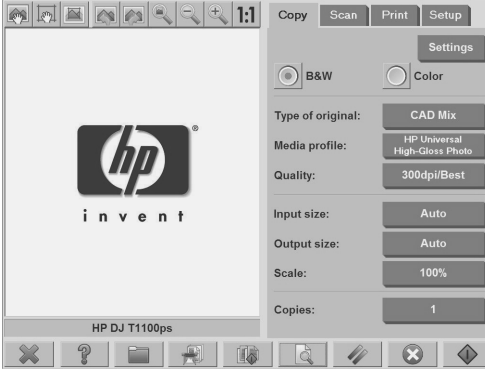 1:1
Copy Scan Print Setup
Settings
B&W Color
Type of original: CAD Mix
Media profile: HP Universal
High-Gloss Photo
Quality: 300dpi/Best
Input size: Auto
Output size: Auto
Scale: 100%
Copies: 1
hp®
invent
HP DJ T1100ps
?